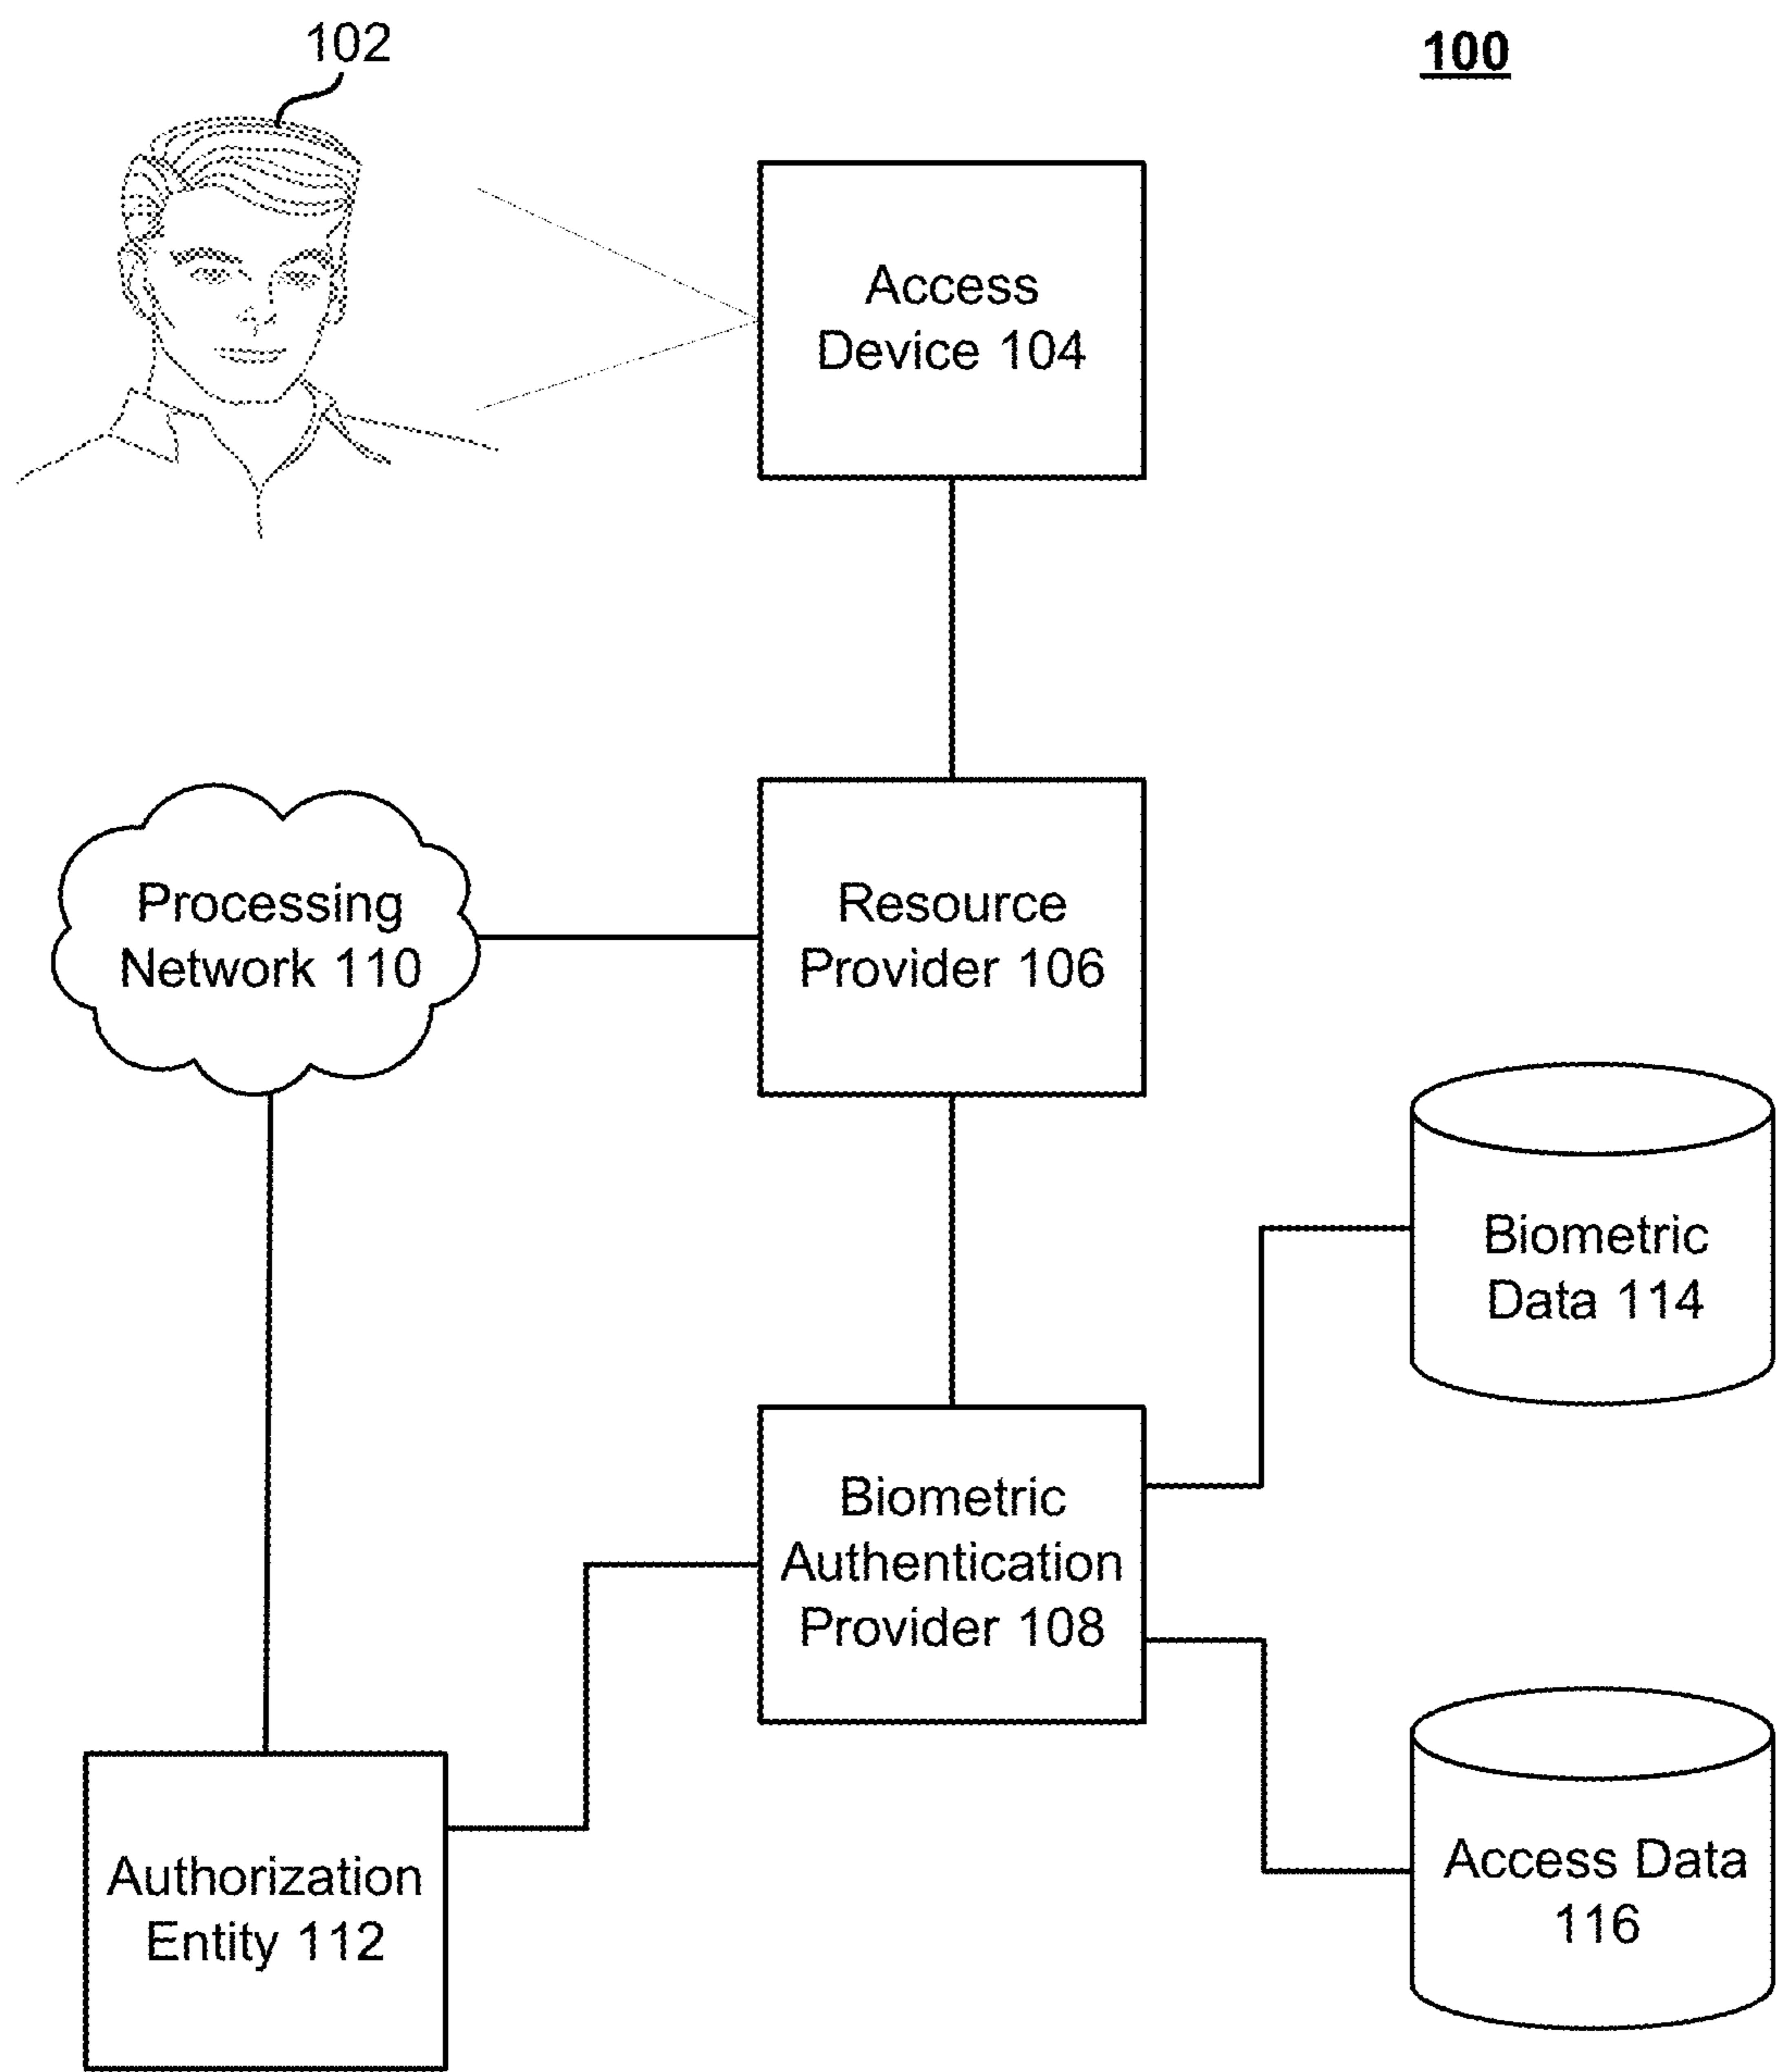 102
100
Access
Device 104
Processing
Network 110
Resource
Provider 106
Biometric
Data 114
Biometric
Authentication
Provider 108
Authorization
Entity 112
Access Data
116